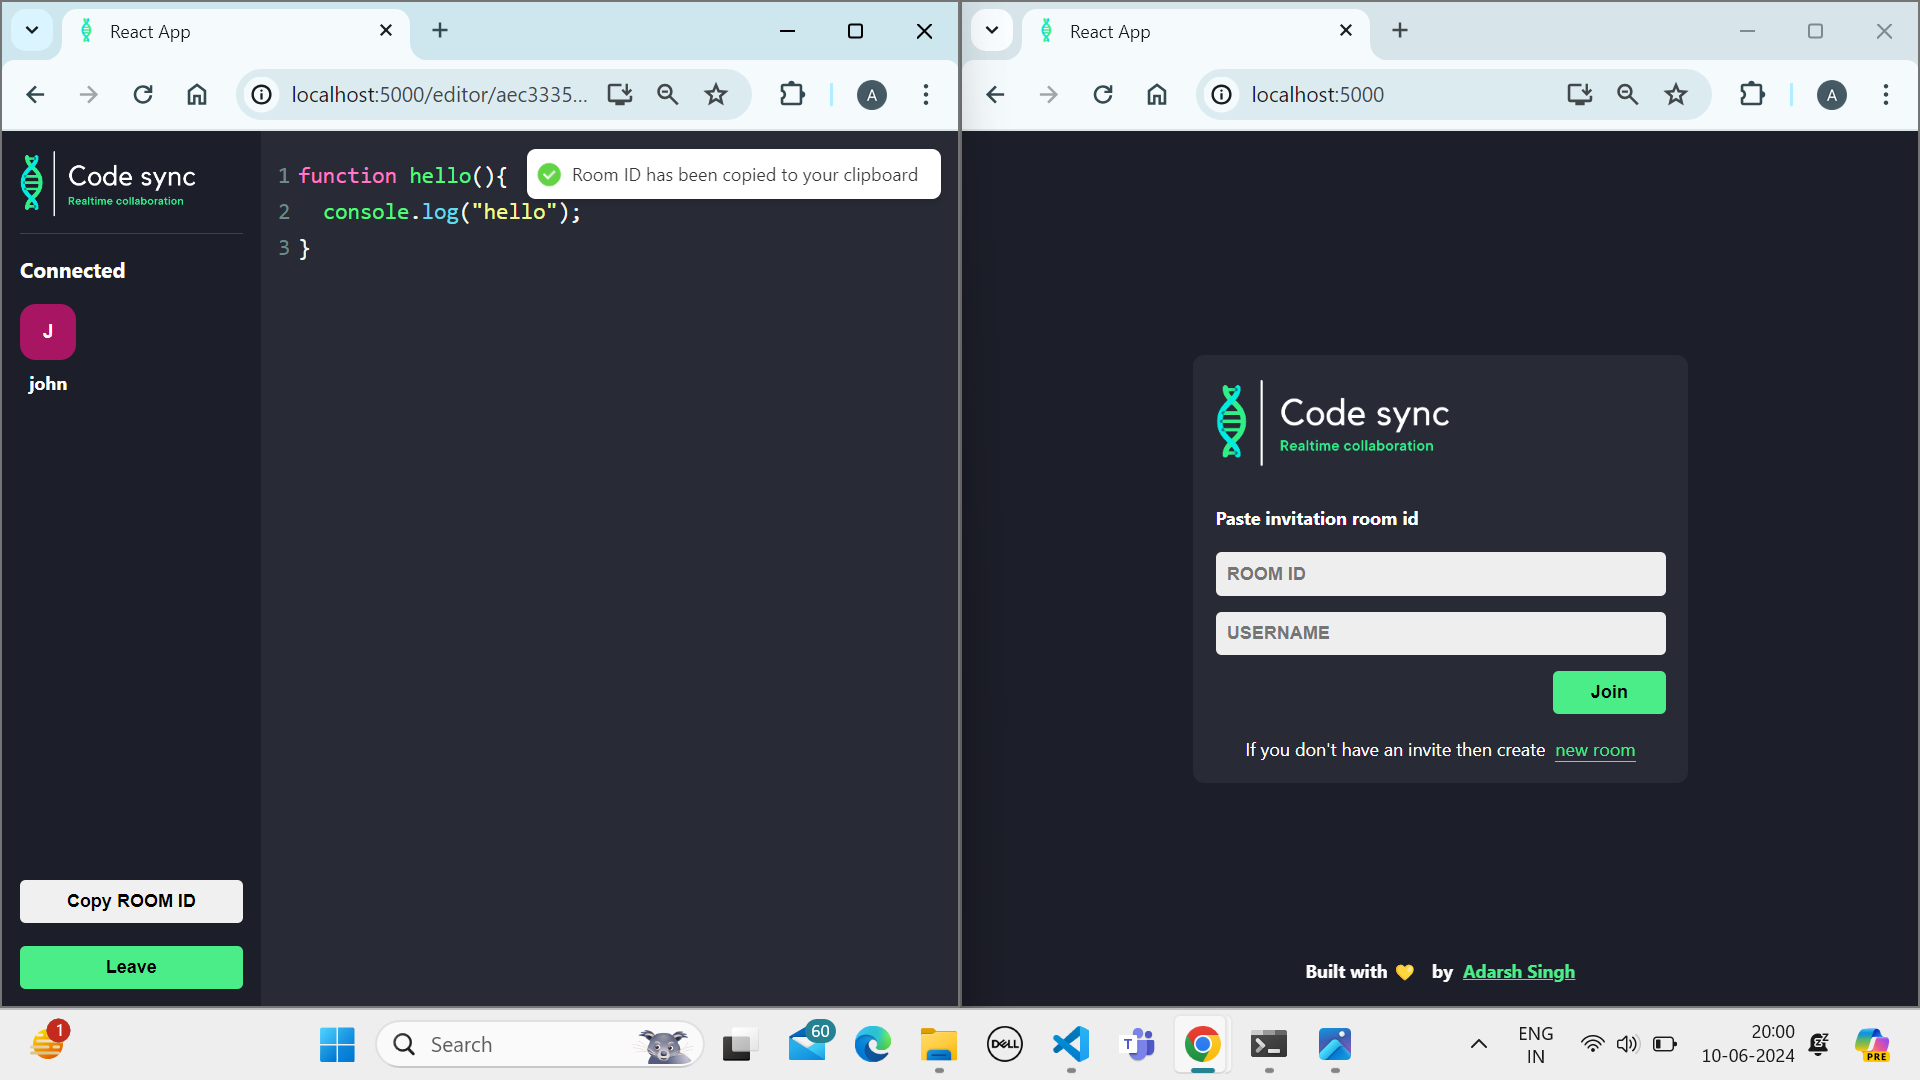 React App
localhost:5000/editor/aec3335...
Code sync
Realtime collaboration
Connected
J
john
Copy ROOM ID
Leave
1 function hello(){
2 console.log("hello");
3 }
Room ID has been copied to your clipboard
React App
localhost:5000
A
A
Code sync
Realtime collaboration
Paste invitation room id
ROOM ID
USERNAME
Join
If you don't have an invite then create new room
Built with 💛 by Adarsh Singh
1
Search
60
DELL
T
PRE
ENG
IN
20:00
10-06-2024